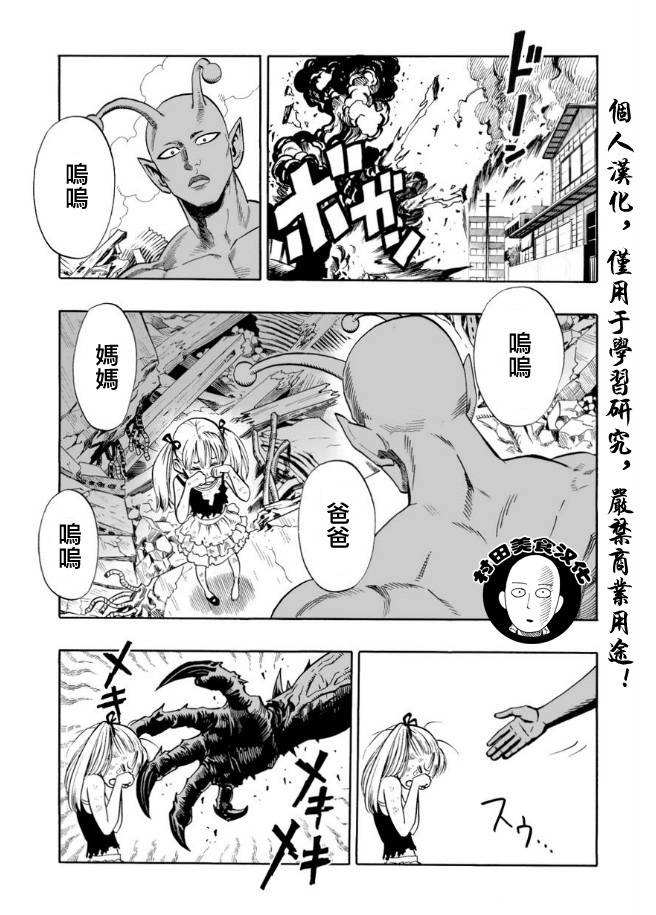 ドーン
ボガン
嗚嗚
嗚嗚
媽媽
爸爸
嗚嗚
村田美食汉化
スゥ…
メキ
メキ
メキ
個人漢化，僅用于學習研究，嚴禁商業用途！